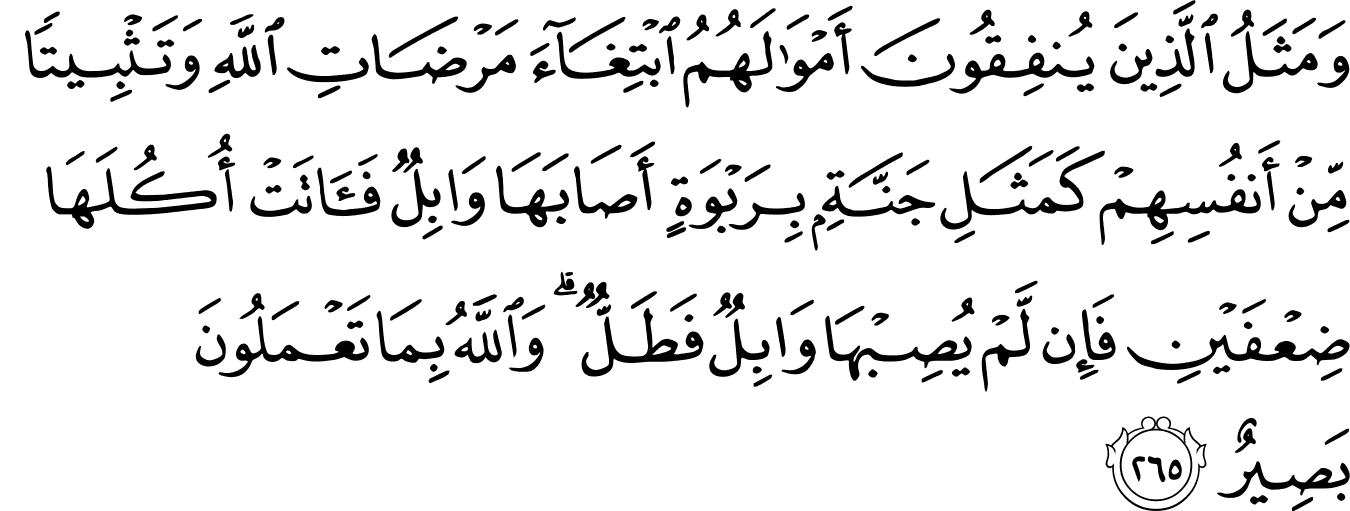 وَمَثَلُ ٱلَّذِينَ يُنفِقُونَ أَمْوَٰلَهُمُ ٱبْتِغَآءَ مَرْضَاتِ ٱللَّهِ وَتَثْبِيتًا
مِّنْ أَنفُسِهِمْ كَمَثَلِ جَنَّةٍۭ بِرَبْوَةٍ أَصَابَهَا وَابِلٌ فَـَٔاتَتْ أُكُلَهَا
ضِعْفَيْنِ فَإِن لَّمْ يُصِبْهَا وَابِلٌ فَطَلٌّ ۗ وَٱللَّهُ بِمَا تَعْمَلُونَ
بَصِيرٌ ٢٦٥